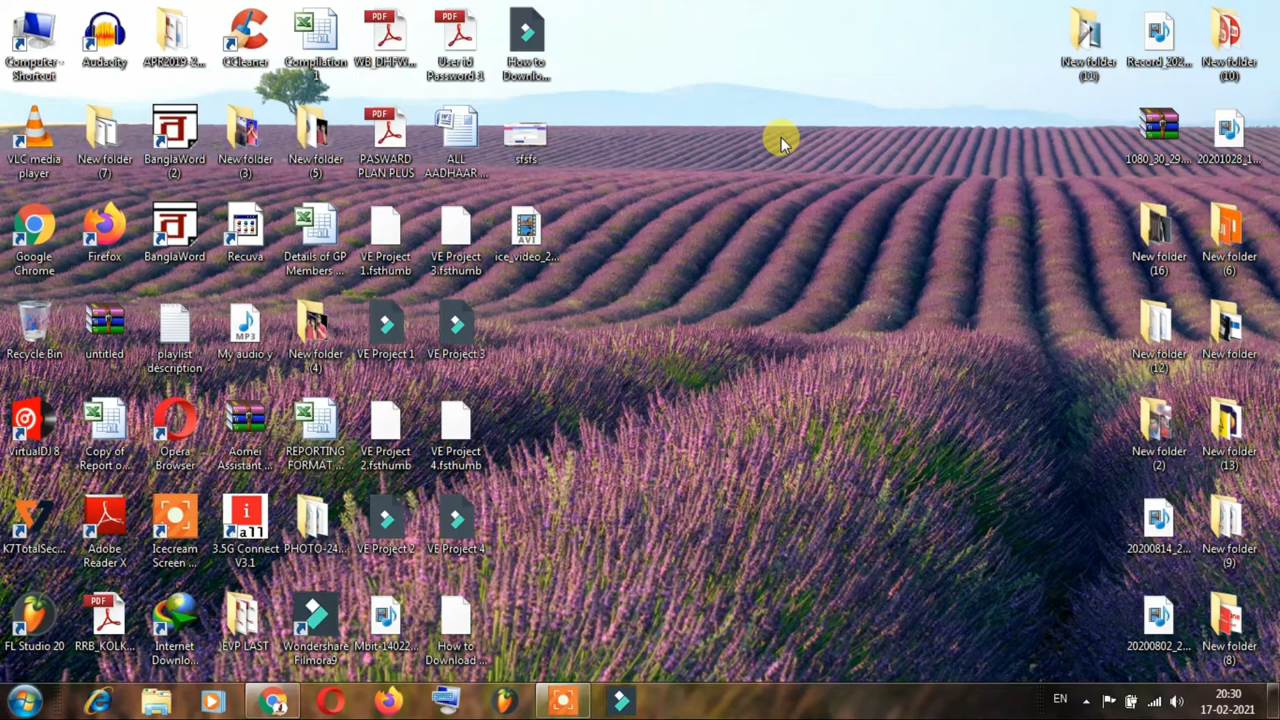 Computer - Shortcut
Audacity
APR2019-2...
CCleaner
Compilation 1
PDF
WB_DHFW...
PDF
User id Password 1
How to Downlo...
New folder (11)
Record_202...
New folder (10)
VLC media player
New folder (7)
BanglaWord (2)
New folder (3)
New folder (5)
PDF
PASWARD PLAN PLUS
ALL AADHAAR ...
sfsfs
1080_30_29....
20201028_1...
Google Chrome
Firefox
BanglaWord
Recuva
Details of GP Members ...
VE Project 1.fsthumb
VE Project 3.fsthumb
AVI
ice_video_2...
New folder (16)
New folder (6)
Recycle Bin
untitled
playlist description
MP3
My audio y
New folder (4)
VE Project 1
VE Project 3
New folder (12)
New folder
VirtualDJ 8
Copy of Report o...
Opera Browser
Aomei Assistant ...
REPORTING FORMAT ...
VE Project 2.fsthumb
VE Project 4.fsthumb
New folder (2)
New folder (13)
K7TotalSec...
Adobe Reader X
Icecream Screen ...
i all
3.5G Connect V3.1
PHOTO-24...
VE Project 2
VE Project 4
20200814_2...
New folder (9)
FL Studio 20
PDF
RRB_KOLK...
Internet Downlo...
EVP LAST
Wondershare Filmora9
Mbit-14022...
How to Download ...
20200802_2...
New folder (8)
EN
20:30
17-02-2021